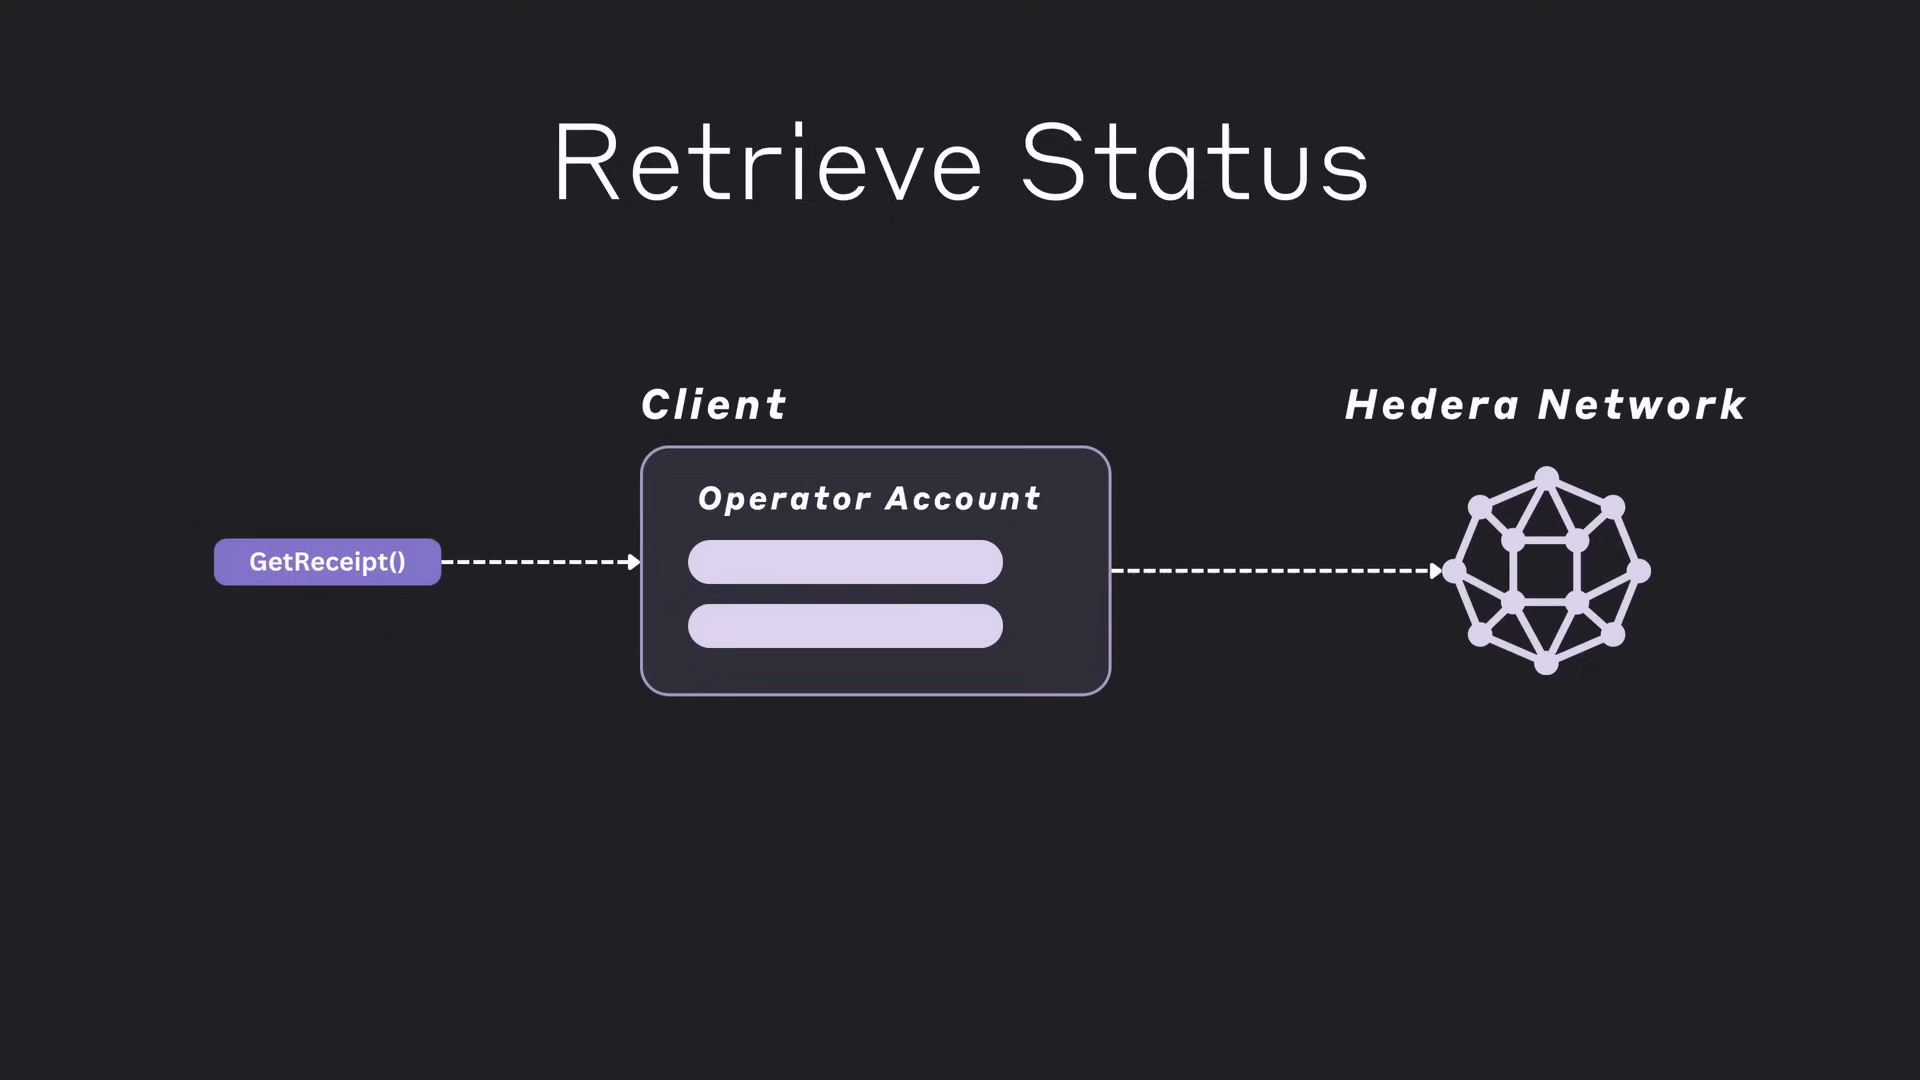 Retrieve Status
Client
Hedera Network
Operator Account
GetReceipt()